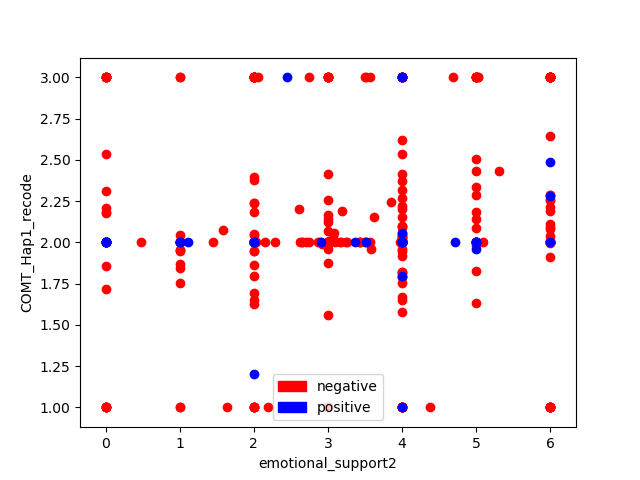 3.00
2.75
2.50
2.25
2.00
1.75
1.50
1.25
1.00
COMT_Hap1_recode
negative
positive
0 1 2 3 4 5 6
emotional_support2